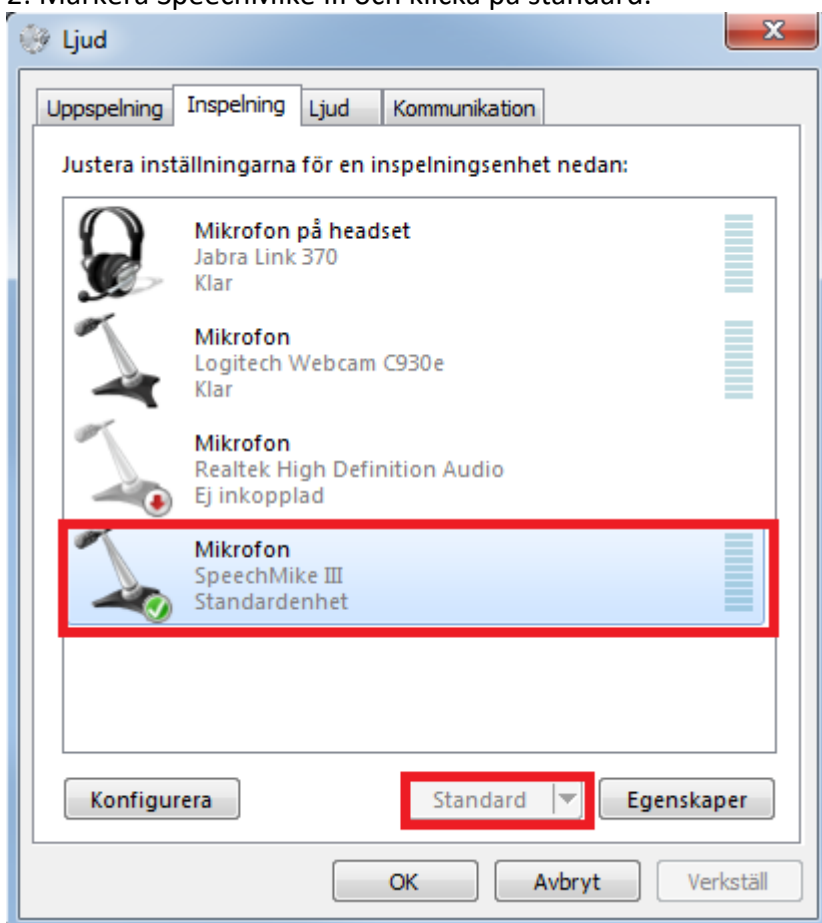 2. Markera SpeechMike III och klicka på standard.
Ljud
Uppspelning Inspelning Ljud Kommunikation
Justera inställningarna för en inspelningsenhet nedan:
Mikrofon på headset
Jabra Link 370
Klar
Mikrofon
Logitech Webcam C930e
Klar
Mikrofon
Realtek High Definition Audio
Ej inkopplad
Mikrofon
SpeechMike III
Standardenhet
Konfigurera Standard Egenskaper
OK Avbryt Verkställ